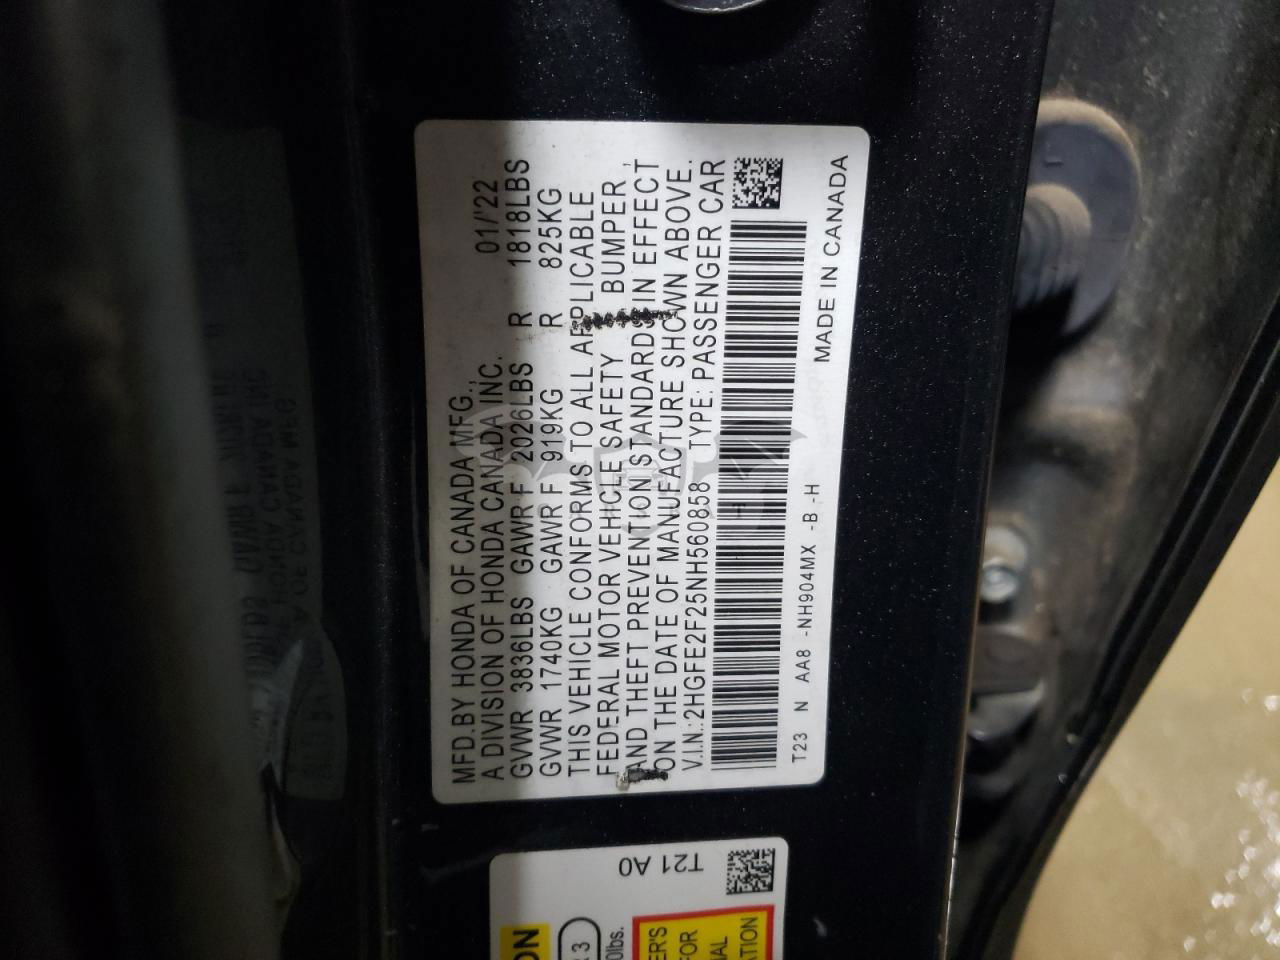 MFD.BY HONDA OF CANADA MFG.,
A DIVISION OF HONDA CANADA INC. 01/'22
GVWR 3836LBS GAWR F 2026LBS R 1818LBS
GVWR 1740KG GAWR F 919KG R 825KG
THIS VEHICLE CONFORMS TO ALL APPLICABLE
FEDERAL MOTOR VEHICLE SAFETY, BUMPER,
AND THEFT PREVENTION STANDARDS IN EFFECT
ON THE DATE OF MANUFACTURE SHOWN ABOVE.
V.I.N.:2HGFE2F25NH560858 TYPE: PASSENGER CAR
T23 N AA8 -NH904MX -B -H MADE IN CANADA
T21 A0